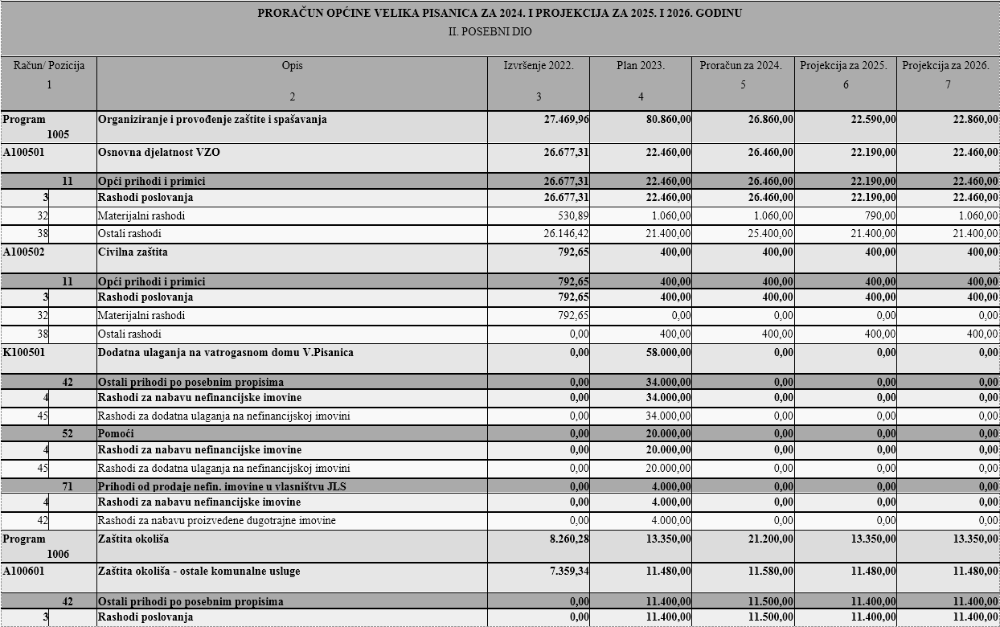 PRORAČUN OPĆINE VELIKA PISANICA ZA 2024. I PROJEKCIJA ZA 2025. I 2026. GODINU
II. POSEBNI DIO
Račun/ Pozicija Opis Izvršenje 2022. Plan 2023. Proračun za 2024. Projekcija za 2025. Projekcija za 2026.
1 2 3 4 5 6 7
Program 1005 Organiziranje i provođenje zaštite i spašavanja 27.469,96 80.860,00 26.860,00 22.590,00 22.860,00
A100501 Osnovna djelatnost VZO 26.677,31 22.460,00 26.460,00 22.190,00 22.460,00
11 Opći prihodi i primici 26.677,31 22.460,00 26.460,00 22.190,00 22.460,00
3 Rashodi poslovanja 26.677,31 22.460,00 26.460,00 22.190,00 22.460,00
32 Materijalni rashodi 530,89 1.060,00 1.060,00 790,00 1.060,00
38 Ostali rashodi 26.146,42 21.400,00 25.400,00 21.400,00 21.400,00
A100502 Civilna zaštita 792,65 400,00 400,00 400,00 400,00
11 Opći prihodi i primici 792,65 400,00 400,00 400,00 400,00
3 Rashodi poslovanja 792,65 400,00 400,00 400,00 400,00
32 Materijalni rashodi 792,65 0,00 0,00 0,00 0,00
38 Ostali rashodi 0,00 400,00 400,00 400,00 400,00
K100501 Dodatna ulaganja na vatrogasnom domu V.Pisanica 0,00 58.000,00 0,00 0,00 0,00
42 Ostali prihodi po posebnim propisima 0,00 34.000,00 0,00 0,00 0,00
4 Rashodi za nabavu nefinancijske imovine 0,00 34.000,00 0,00 0,00 0,00
45 Rashodi za dodatna ulaganja na nefinancijskoj imovini 0,00 34.000,00 0,00 0,00 0,00
52 Pomoći 0,00 20.000,00 0,00 0,00 0,00
4 Rashodi za nabavu nefinancijske imovine 0,00 20.000,00 0,00 0,00 0,00
45 Rashodi za dodatna ulaganja na nefinancijskoj imovini 0,00 20.000,00 0,00 0,00 0,00
71 Prihodi od prodaje nefin. imovine u vlasništvu JLS 0,00 4.000,00 0,00 0,00 0,00
4 Rashodi za nabavu nefinancijske imovine 0,00 4.000,00 0,00 0,00 0,00
42 Rashodi za nabavu proizvedene dugotrajne imovine 0,00 4.000,00 0,00 0,00 0,00
Program 1006 Zaštita okoliša 8.260,28 13.350,00 21.200,00 13.350,00 13.350,00
A100601 Zaštita okoliša - ostale komunalne usluge 7.359,34 11.480,00 11.580,00 11.480,00 11.480,00
42 Ostali prihodi po posebnim propisima 0,00 11.400,00 11.500,00 11.400,00 11.400,00
3 Rashodi poslovanja 0,00 11.400,00 11.500,00 11.400,00 11.400,00